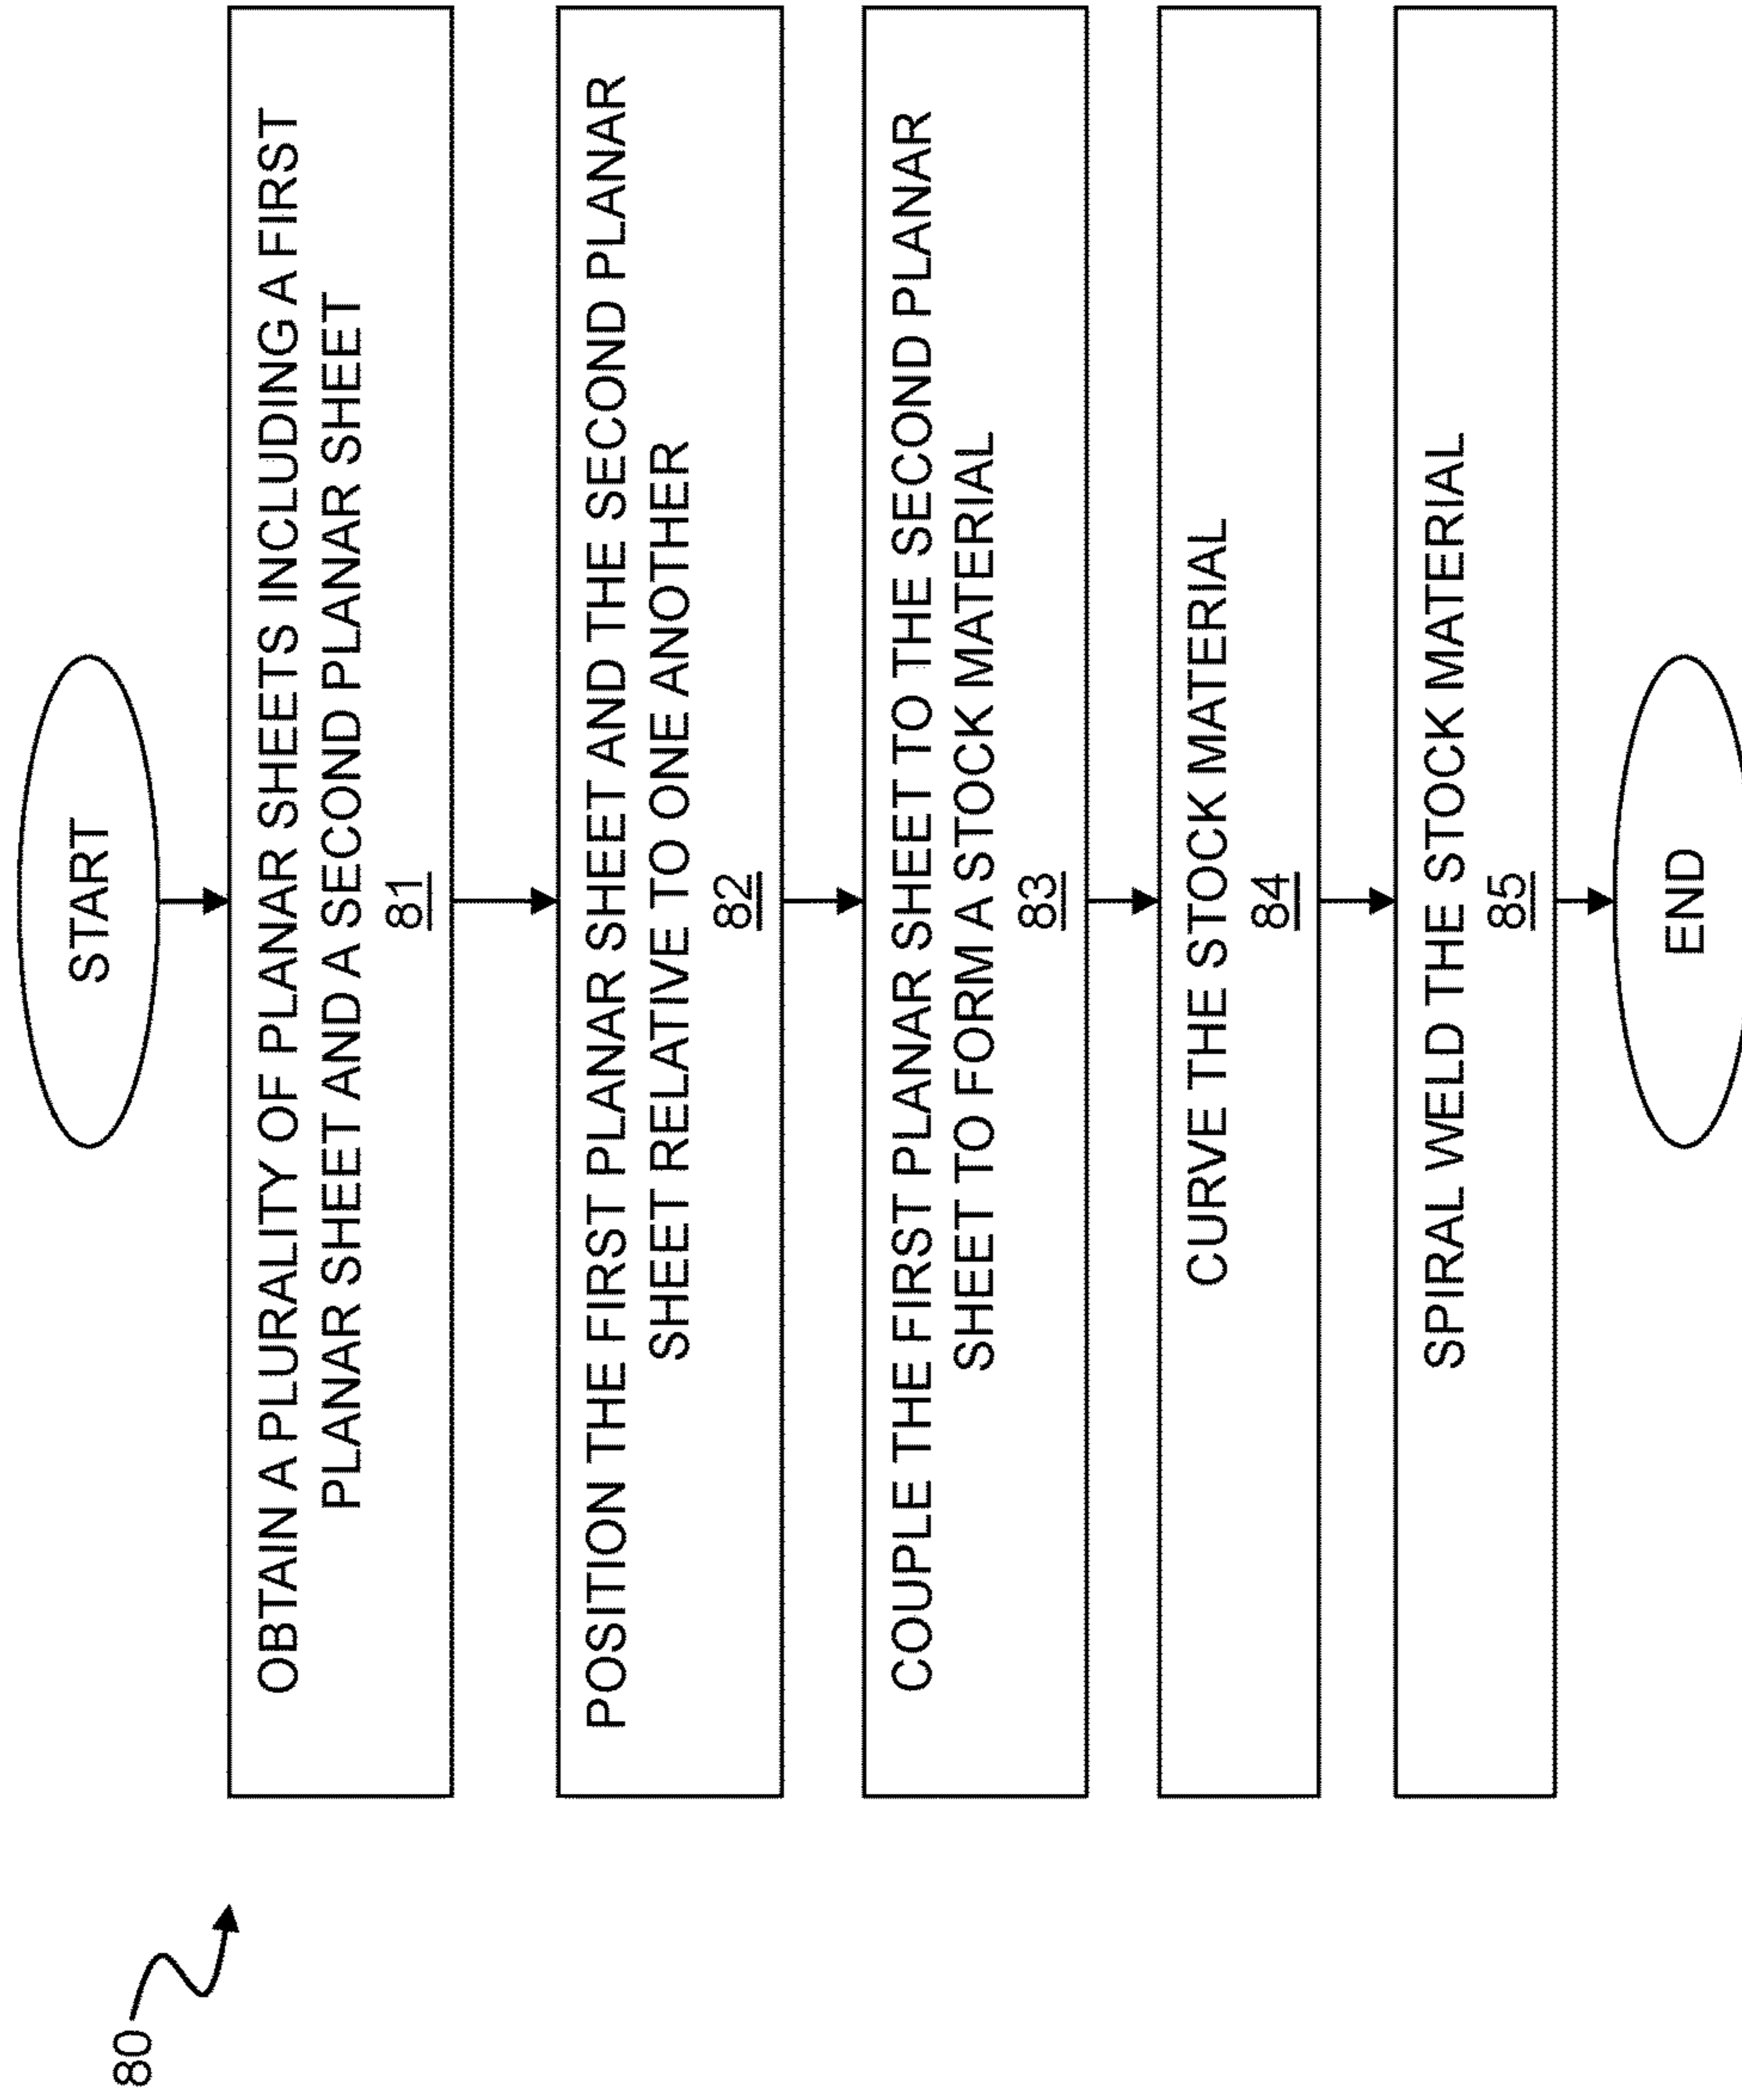 80
START
OBTAIN A PLURALITY OF PLANAR SHEETS INCLUDING A FIRST
PLANAR SHEET AND A SECOND PLANAR SHEET
81
POSITION THE FIRST PLANAR SHEET AND THE SECOND PLANAR
SHEET RELATIVE TO ONE ANOTHER
82
COUPLE THE FIRST PLANAR SHEET TO THE SECOND PLANAR
SHEET TO FORM A STOCK MATERIAL
83
CURVE THE STOCK MATERIAL
84
SPIRAL WELD THE STOCK MATERIAL
85
END